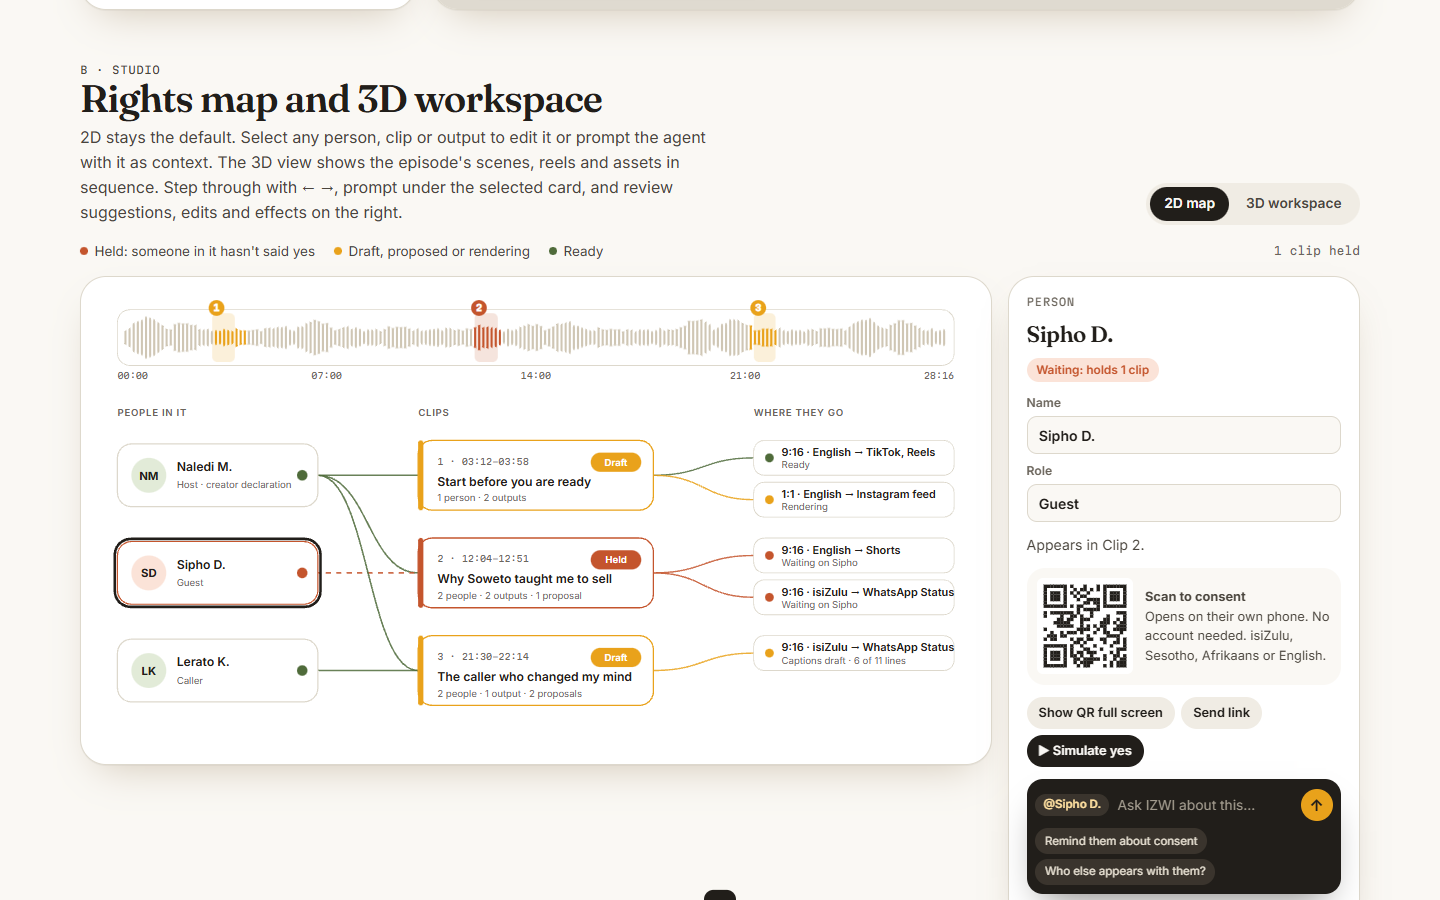 B · STUDIO
Rights map and 3D workspace
2D stays the default. Select any person, clip or output to edit it or prompt the agent
with it as context. The 3D view shows the episode's scenes, reels and assets in
sequence. Step through with ← →, prompt under the selected card, and review
suggestions, edits and effects on the right.
2D map
3D workspace
Held: someone in it hasn't said yes
Draft, proposed or rendering
Ready
1 clip held
1
2
3
00:00
07:00
14:00
21:00
28:16
PEOPLE IN IT
CLIPS
WHERE THEY GO
NM
Naledi M.
Host · creator declaration
SD
Sipho D.
Guest
LK
Lerato K.
Caller
1 · 03:12–03:58
Draft
Start before you are ready
1 person · 2 outputs
2 · 12:04–12:51
Held
Why Soweto taught me to sell
2 people · 2 outputs · 1 proposal
3 · 21:30–22:14
Draft
The caller who changed my mind
2 people · 1 output · 2 proposals
9:16 · English → TikTok, Reels
Ready
1:1 · English → Instagram feed
Rendering
9:16 · English → Shorts
Waiting on Sipho
9:16 · isiZulu → WhatsApp Status
Waiting on Sipho
9:16 · isiZulu → WhatsApp Status
Captions draft · 6 of 11 lines
PERSON
Sipho D.
Waiting: holds 1 clip
Name
Sipho D.
Role
Guest
Appears in Clip 2.
Scan to consent
Opens on their own phone. No
account needed. isiZulu,
Sesotho, Afrikaans or English.
Show QR full screen
Send link
▶ Simulate yes
@Sipho D.
Ask IZWI about this...
Remind them about consent
Who else appears with them?